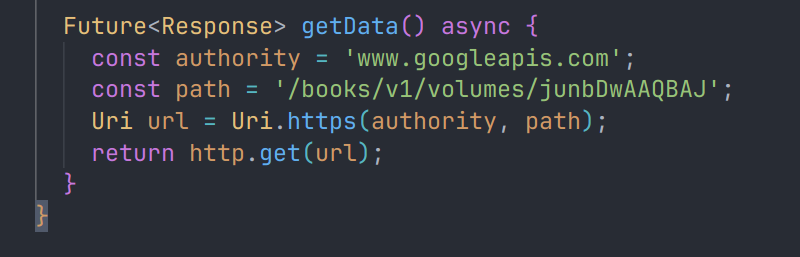 Future<Response> getData() async {
const authority = 'www.googleapis.com';
const path = '/books/v1/volumes/junbDwAAQBAJ';
Uri url = Uri.https(authority, path);
return http.get(url);
}
}